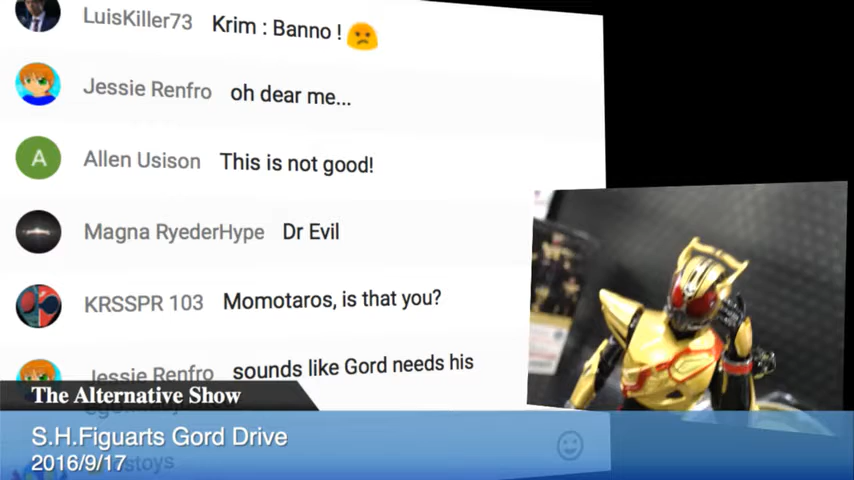 LuisKiller73 Krim : Banno !
Jessie Renfro oh dear me...
A
Allen Usison This is not good!
Magna RyederHype Dr Evil
KRSSPR 103 Momotaros, is that you?
Jessie Renfro sounds like Gord needs his
The Alternative Show
S.H.Figuarts Gord Drive
2016/9/17